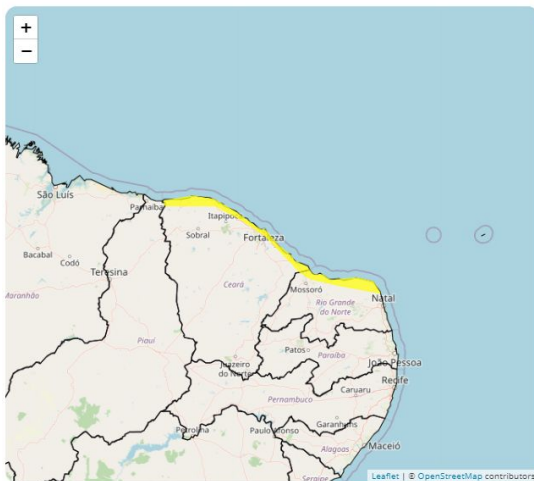 +
−
São Luís
Parnaíba
Itapipoca
Sobral
Fortaleza
Bacabal
Codó
Teresina
Ceará
Mossoró
Maranhão
Rio Grande
do Norte
Natal
Piauí
Patos
Paraíba
João Pessoa
Juazeiro
do Norte
Recife
Caruaru
Pernambuco
Petrolina
Paulo Afonso
Garanhuns
Alagoas
Maceió
Sergipe
Leaflet | © OpenStreetMap contributors